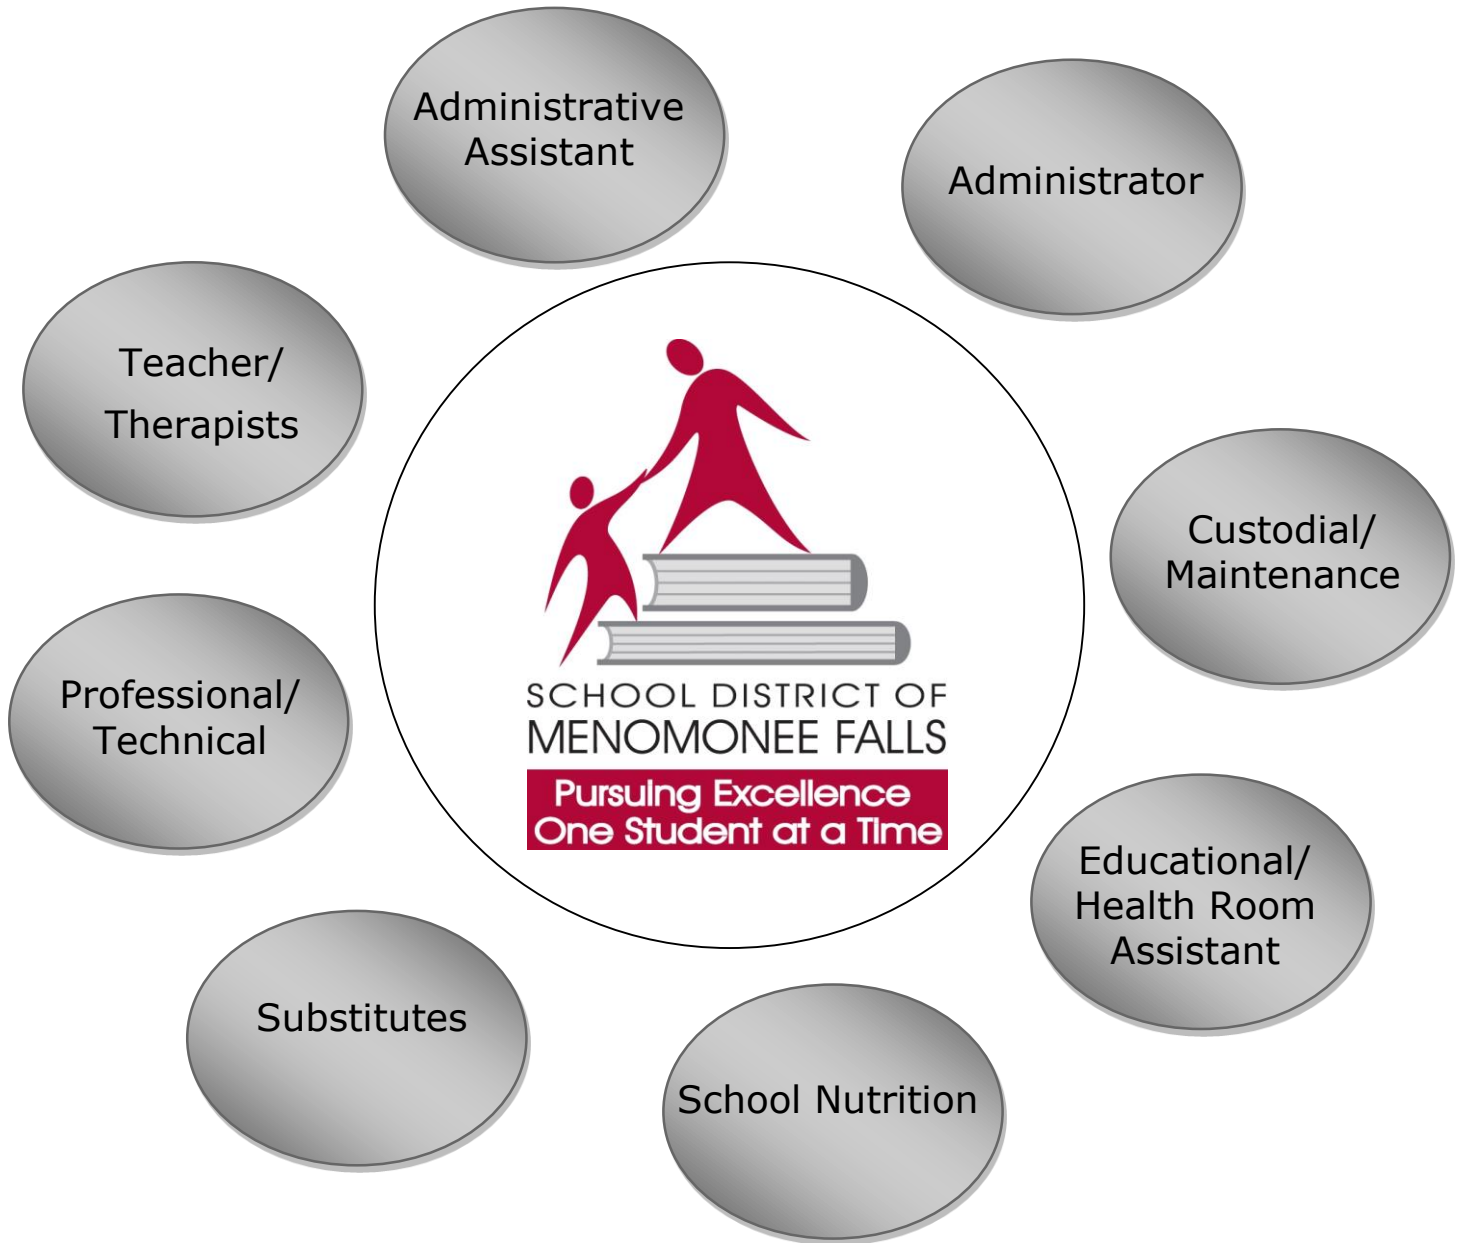 Administrative
Assistant
Administrator
Teacher/
Therapists
Custodial/
Maintenance
Professional/
Technical
SCHOOL DISTRICT OF
MENOMONEE FALLS
Pursuing Excellence
One Student at a Time
Educational/
Health Room
Assistant
Substitutes
School Nutrition